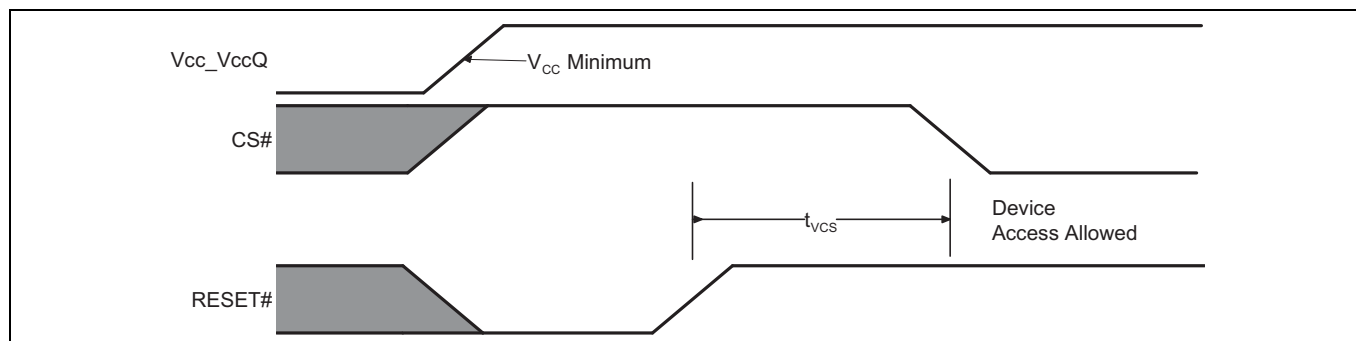 Vcc_VccQ
VCC Minimum
CS#
tVCS
Device
Access Allowed
RESET#